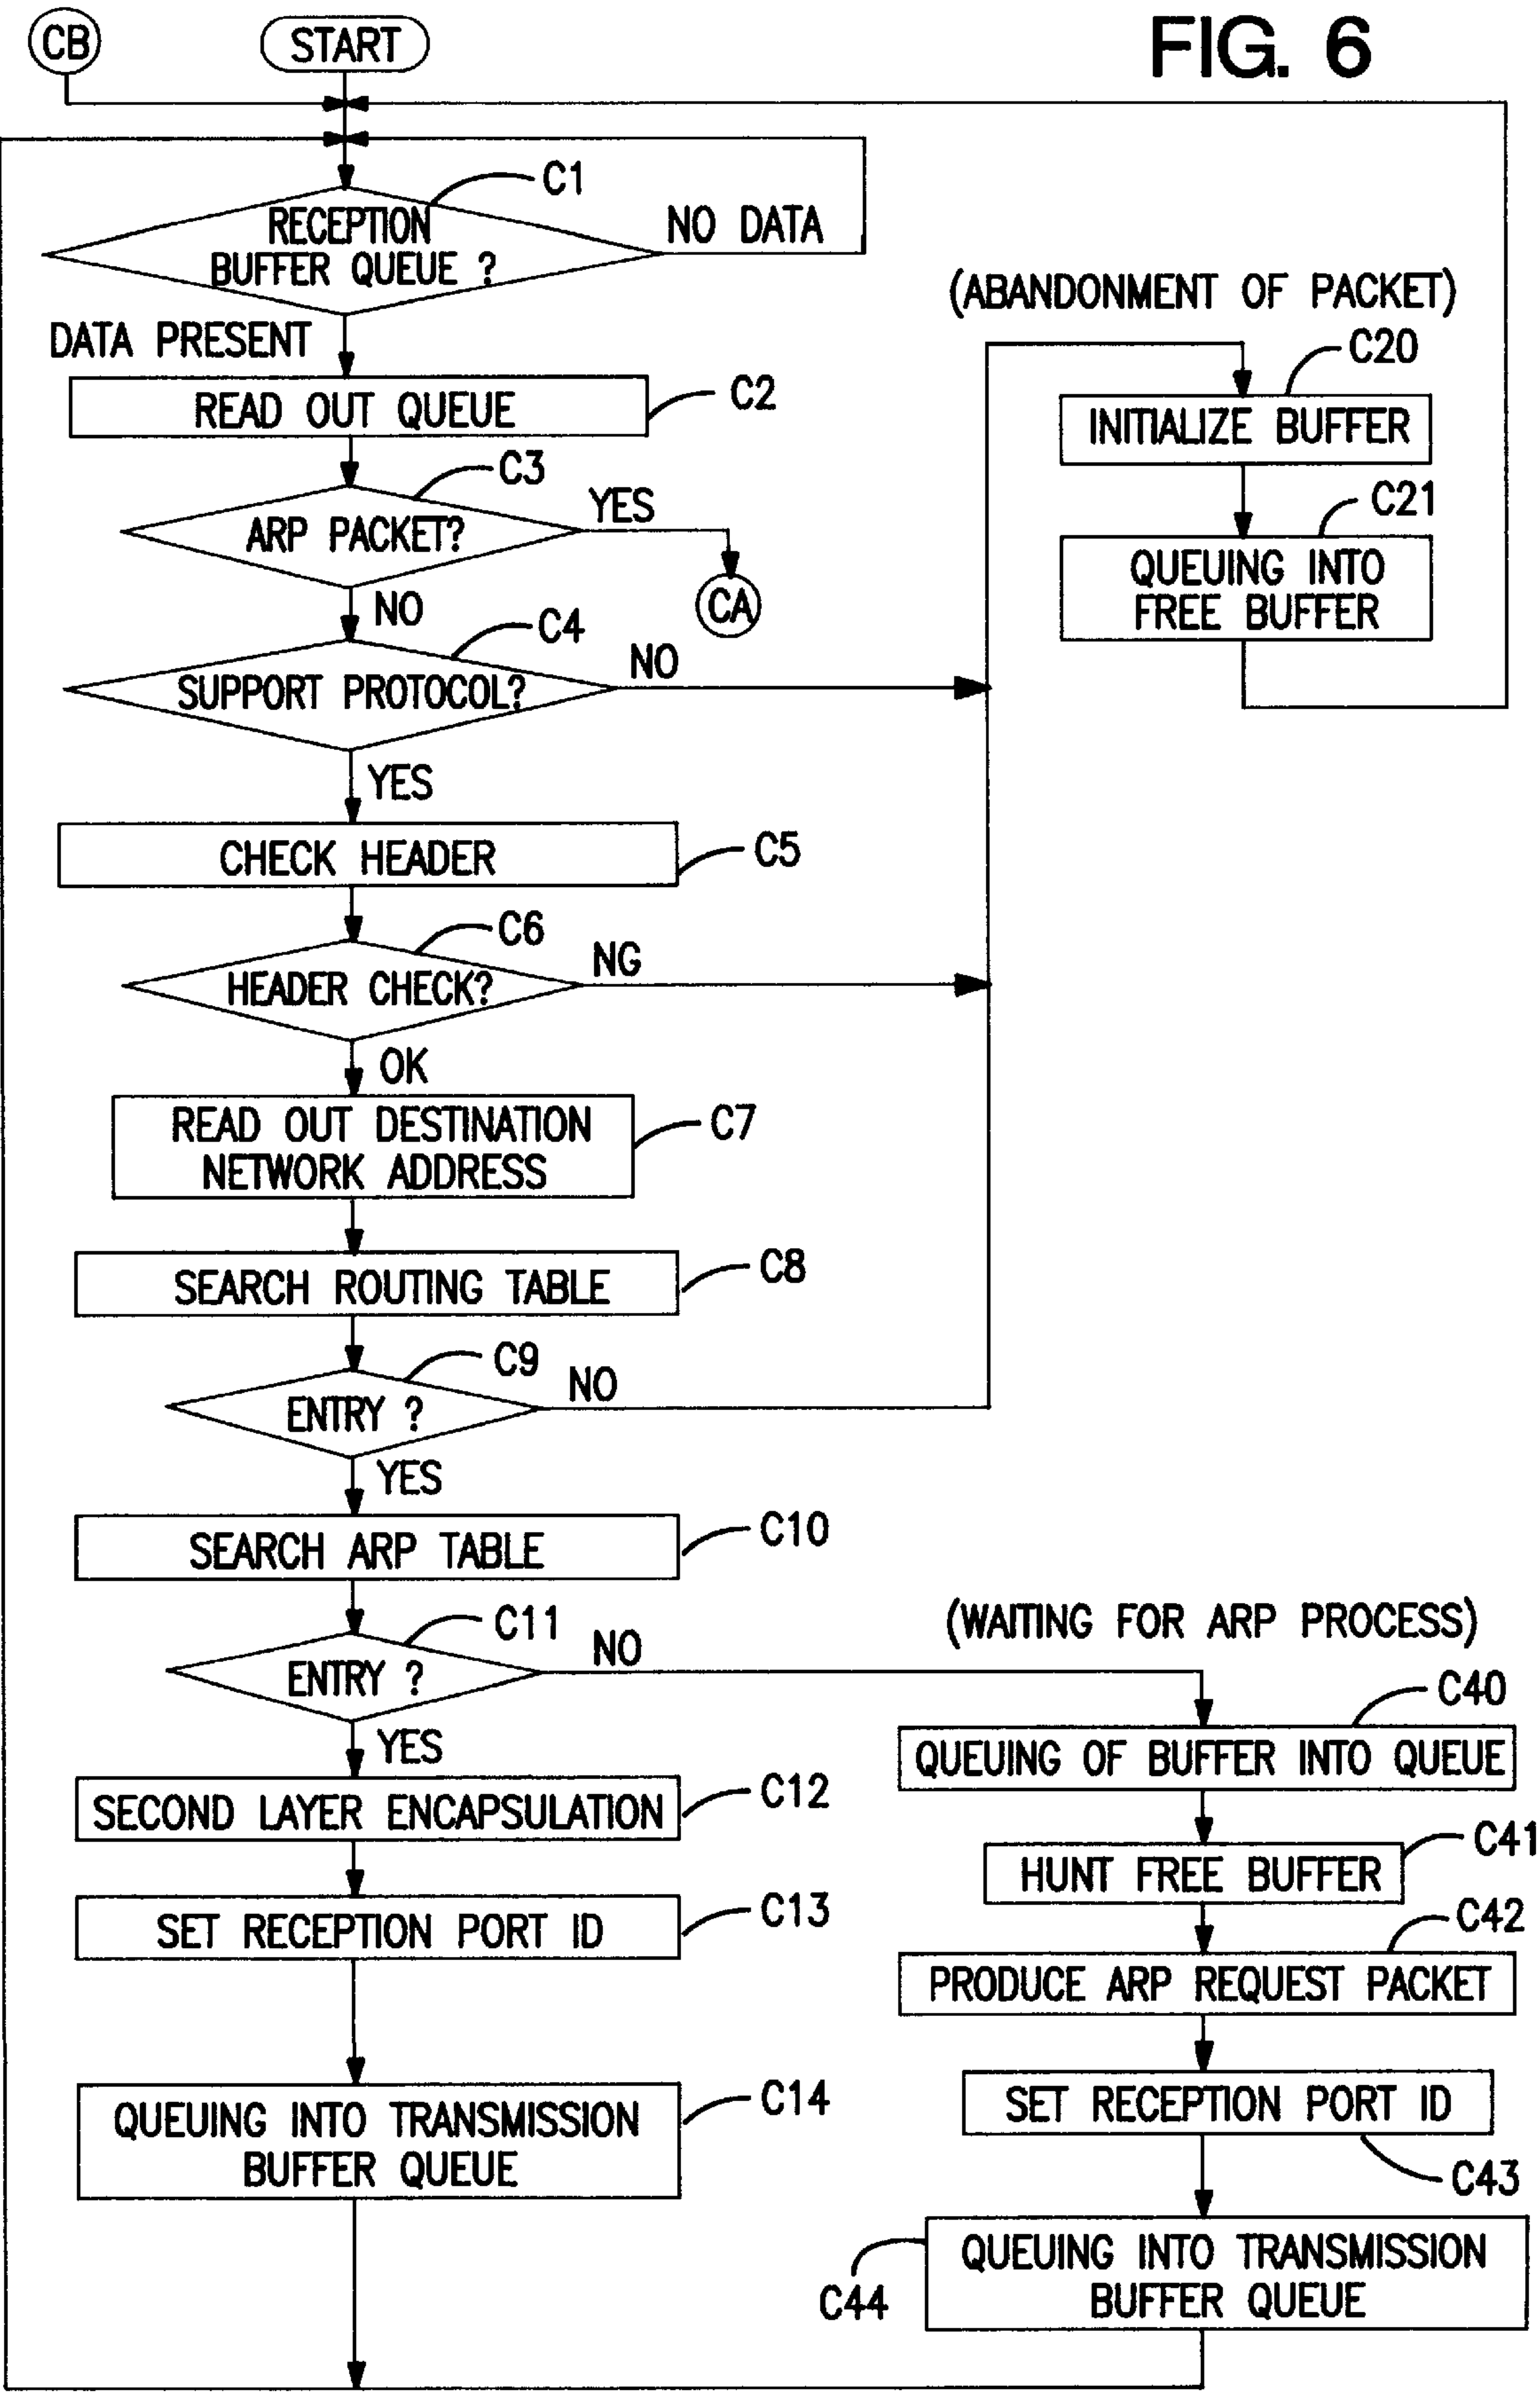 CB
START
FIG. 6
C1
RECEPTION
BUFFER QUEUE ?
NO DATA
DATA PRESENT
(ABANDONMENT OF PACKET)
C20
INITIALIZE BUFFER
C2
READ OUT QUEUE
C3
ARP PACKET?
YES
CA
C21
QUEUING INTO
FREE BUFFER
NO
C4
SUPPORT PROTOCOL?
NO
YES
CHECK HEADER
C5
C6
HEADER CHECK?
NG
OK
READ OUT DESTINATION
NETWORK ADDRESS
C7
SEARCH ROUTING TABLE
C8
C9
ENTRY ?
NO
YES
SEARCH ARP TABLE
C10
C11
ENTRY ?
NO
YES
(WAITING FOR ARP PROCESS)
C40
QUEUING OF BUFFER INTO QUEUE
SECOND LAYER ENCAPSULATION
C12
C41
HUNT FREE BUFFER
SET RECEPTION PORT ID
C13
C42
PRODUCE ARP REQUEST PACKET
SET RECEPTION PORT ID
C43
QUEUING INTO TRANSMISSION
BUFFER QUEUE
C14
QUEUING INTO TRANSMISSION
BUFFER QUEUE
C44